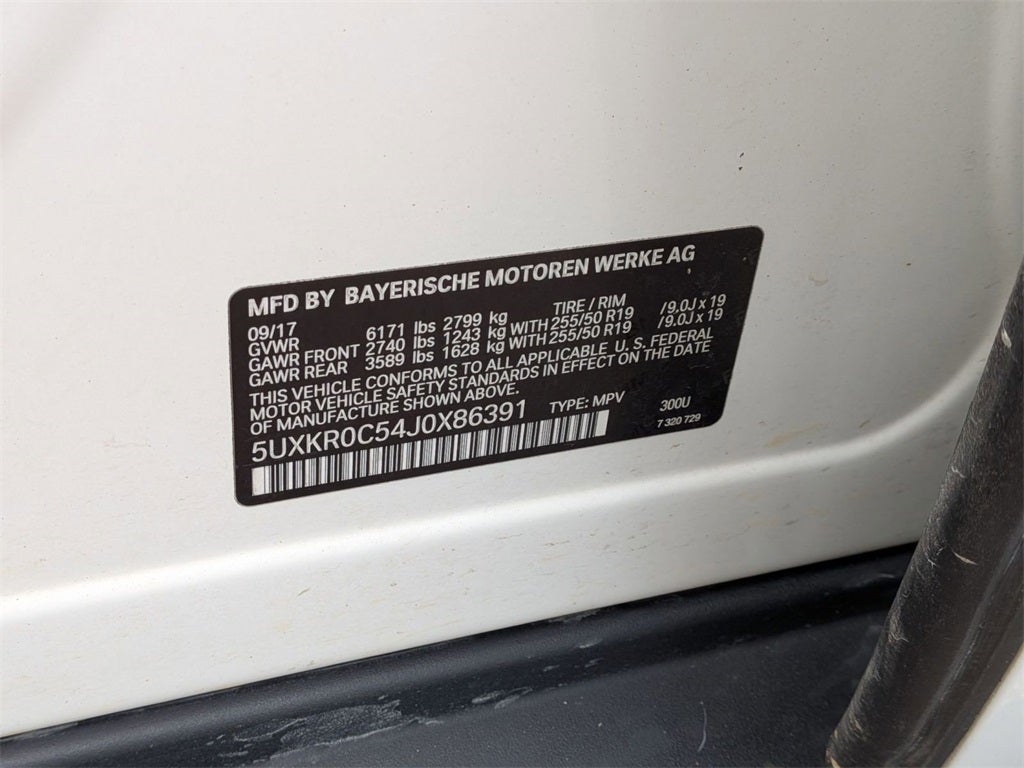 MFD BY BAYERISCHE MOTOREN WERKE AG
09/17 TIRE / RIM
GVWR 6171 lbs 2799 kg
GAWR FRONT 2740 lbs 1243 kg WITH 255/50 R19 /9.0J x 19
GAWR REAR 3589 lbs 1628 kg WITH 255/50 R19 /9.0J x 19
THIS VEHICLE CONFORMS TO ALL APPLICABLE U. S. FEDERAL
MOTOR VEHICLE SAFETY STANDARDS IN EFFECT ON THE DATE
OF MANUFACTURE SHOWN ABOVE.
5UXKR0C54J0X86391 TYPE: MPV 300U
7 320 729